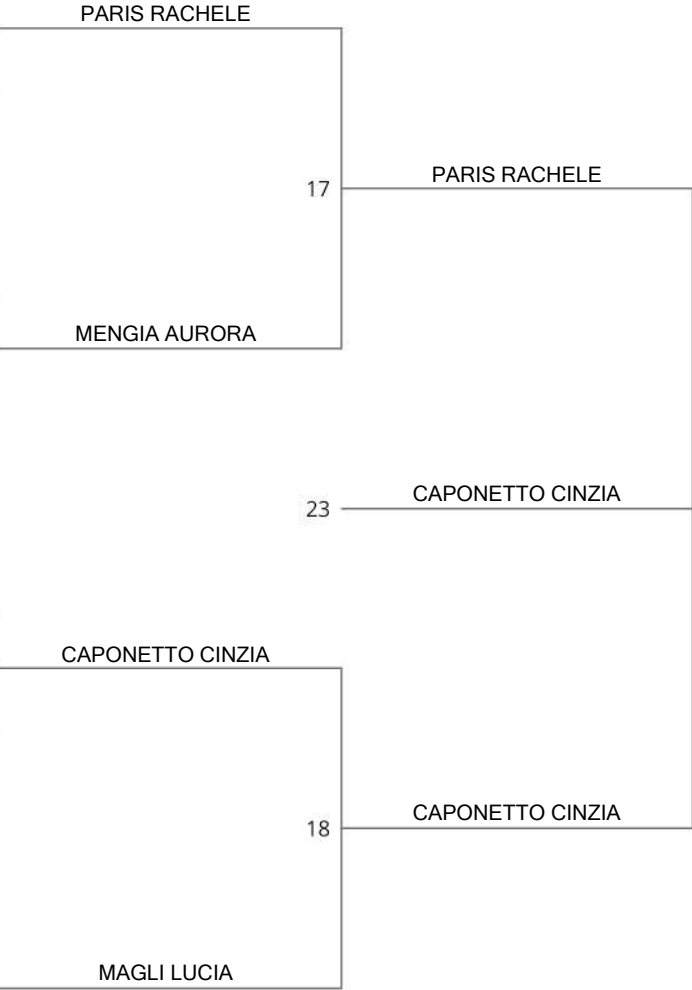 PARIS RACHELE
17
PARIS RACHELE
MENGIA AURORA
23
CAPONETTO CINZIA
CAPONETTO CINZIA
18
CAPONETTO CINZIA
MAGLI LUCIA